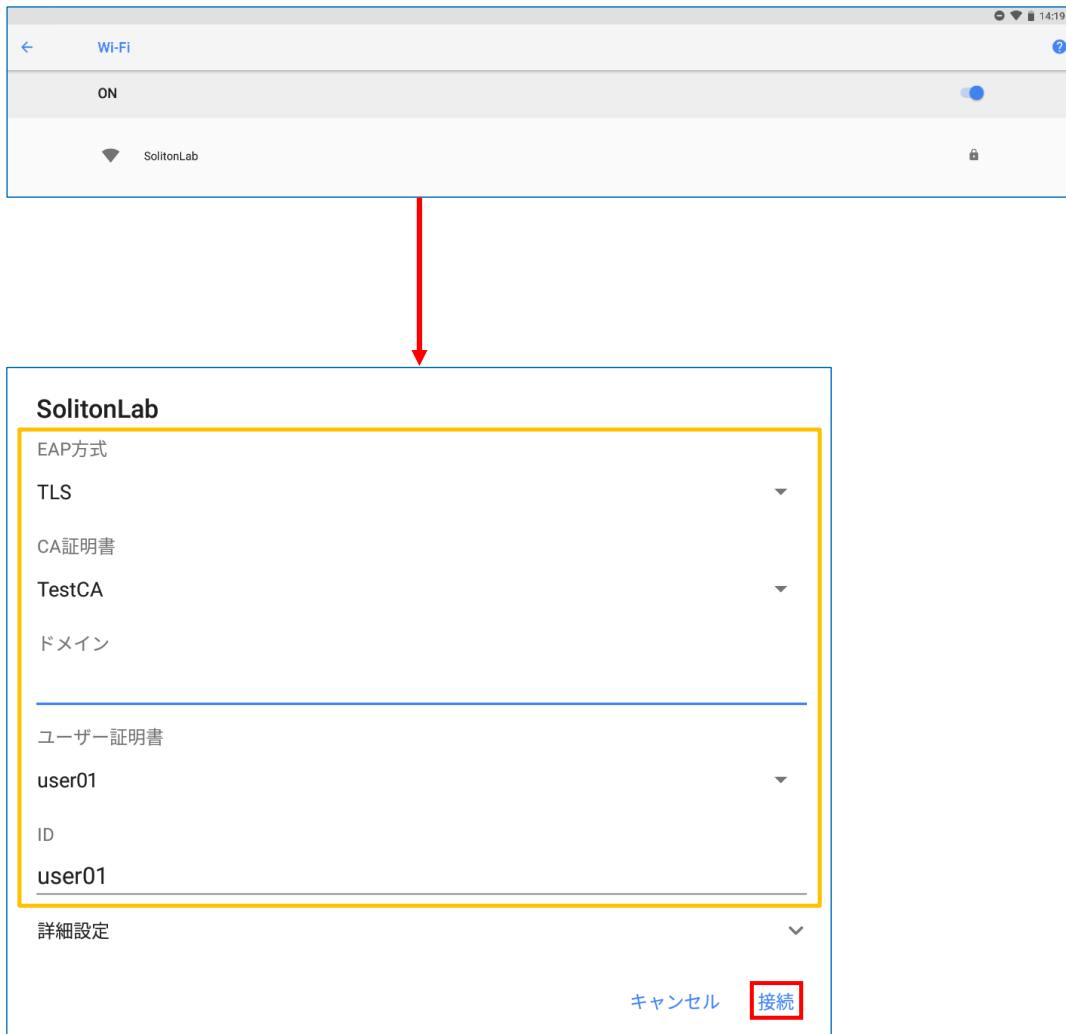 14:19
Wi-Fi
?
ON
SolitonLab
SolitonLab
EAP方式
TLS
CA証明書
TestCA
ドメイン
ユーザー証明書
user01
ID
user01
詳細設定
キャンセル 接続